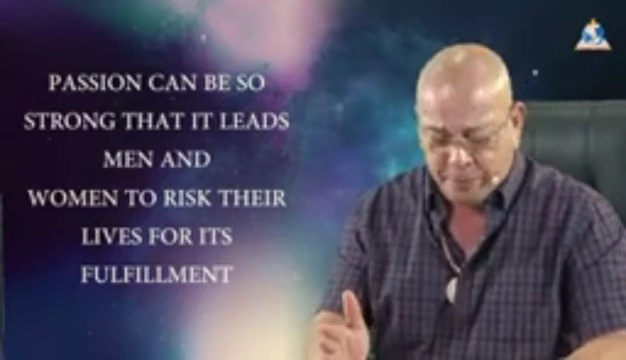 PASSION CAN BE SO
STRONG THAT IT LEADS
MEN AND
WOMEN TO RISK THEIR
LIVES FOR ITS
FULFILLMENT